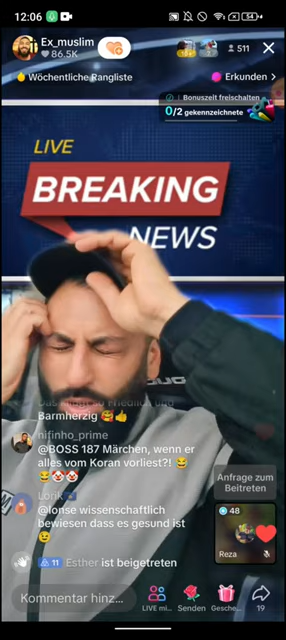 12:06
54
Ex_muslim
86.5K
511
Wöchentliche Rangliste
Erkunden >
Bonuszeit freischalten
0/2 gekennzeichnete
LIVE
BREAKING
NEWS
Barmherzig 🥰👍
nifinho_prime
@BOSS 187 Märchen, wenn er
alles vom Koran vorliest?! 😂
😂🤡🤡
Lorik
@lonse wissenschaftlich
bewiesen dass es gesund ist
😉
11 Esther ist beigetreten
Anfrage zum
Beitreten
48
Reza
Kommentar hinz...
LIVE mi...
Senden
Gesche...
19